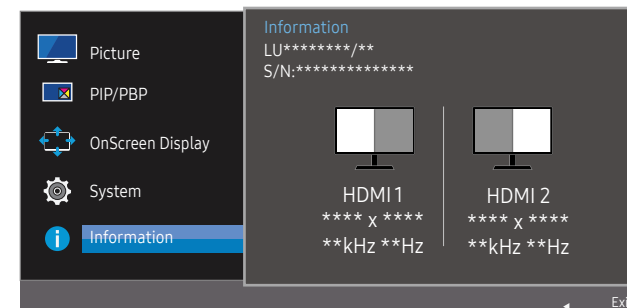 Picture
PIP/PBP
OnScreen Display
System
Information
Information
LU********/**
S/N:**************
HDMI 1
**** x ****
**kHz **Hz
HDMI 2
**** x ****
**kHz **Hz